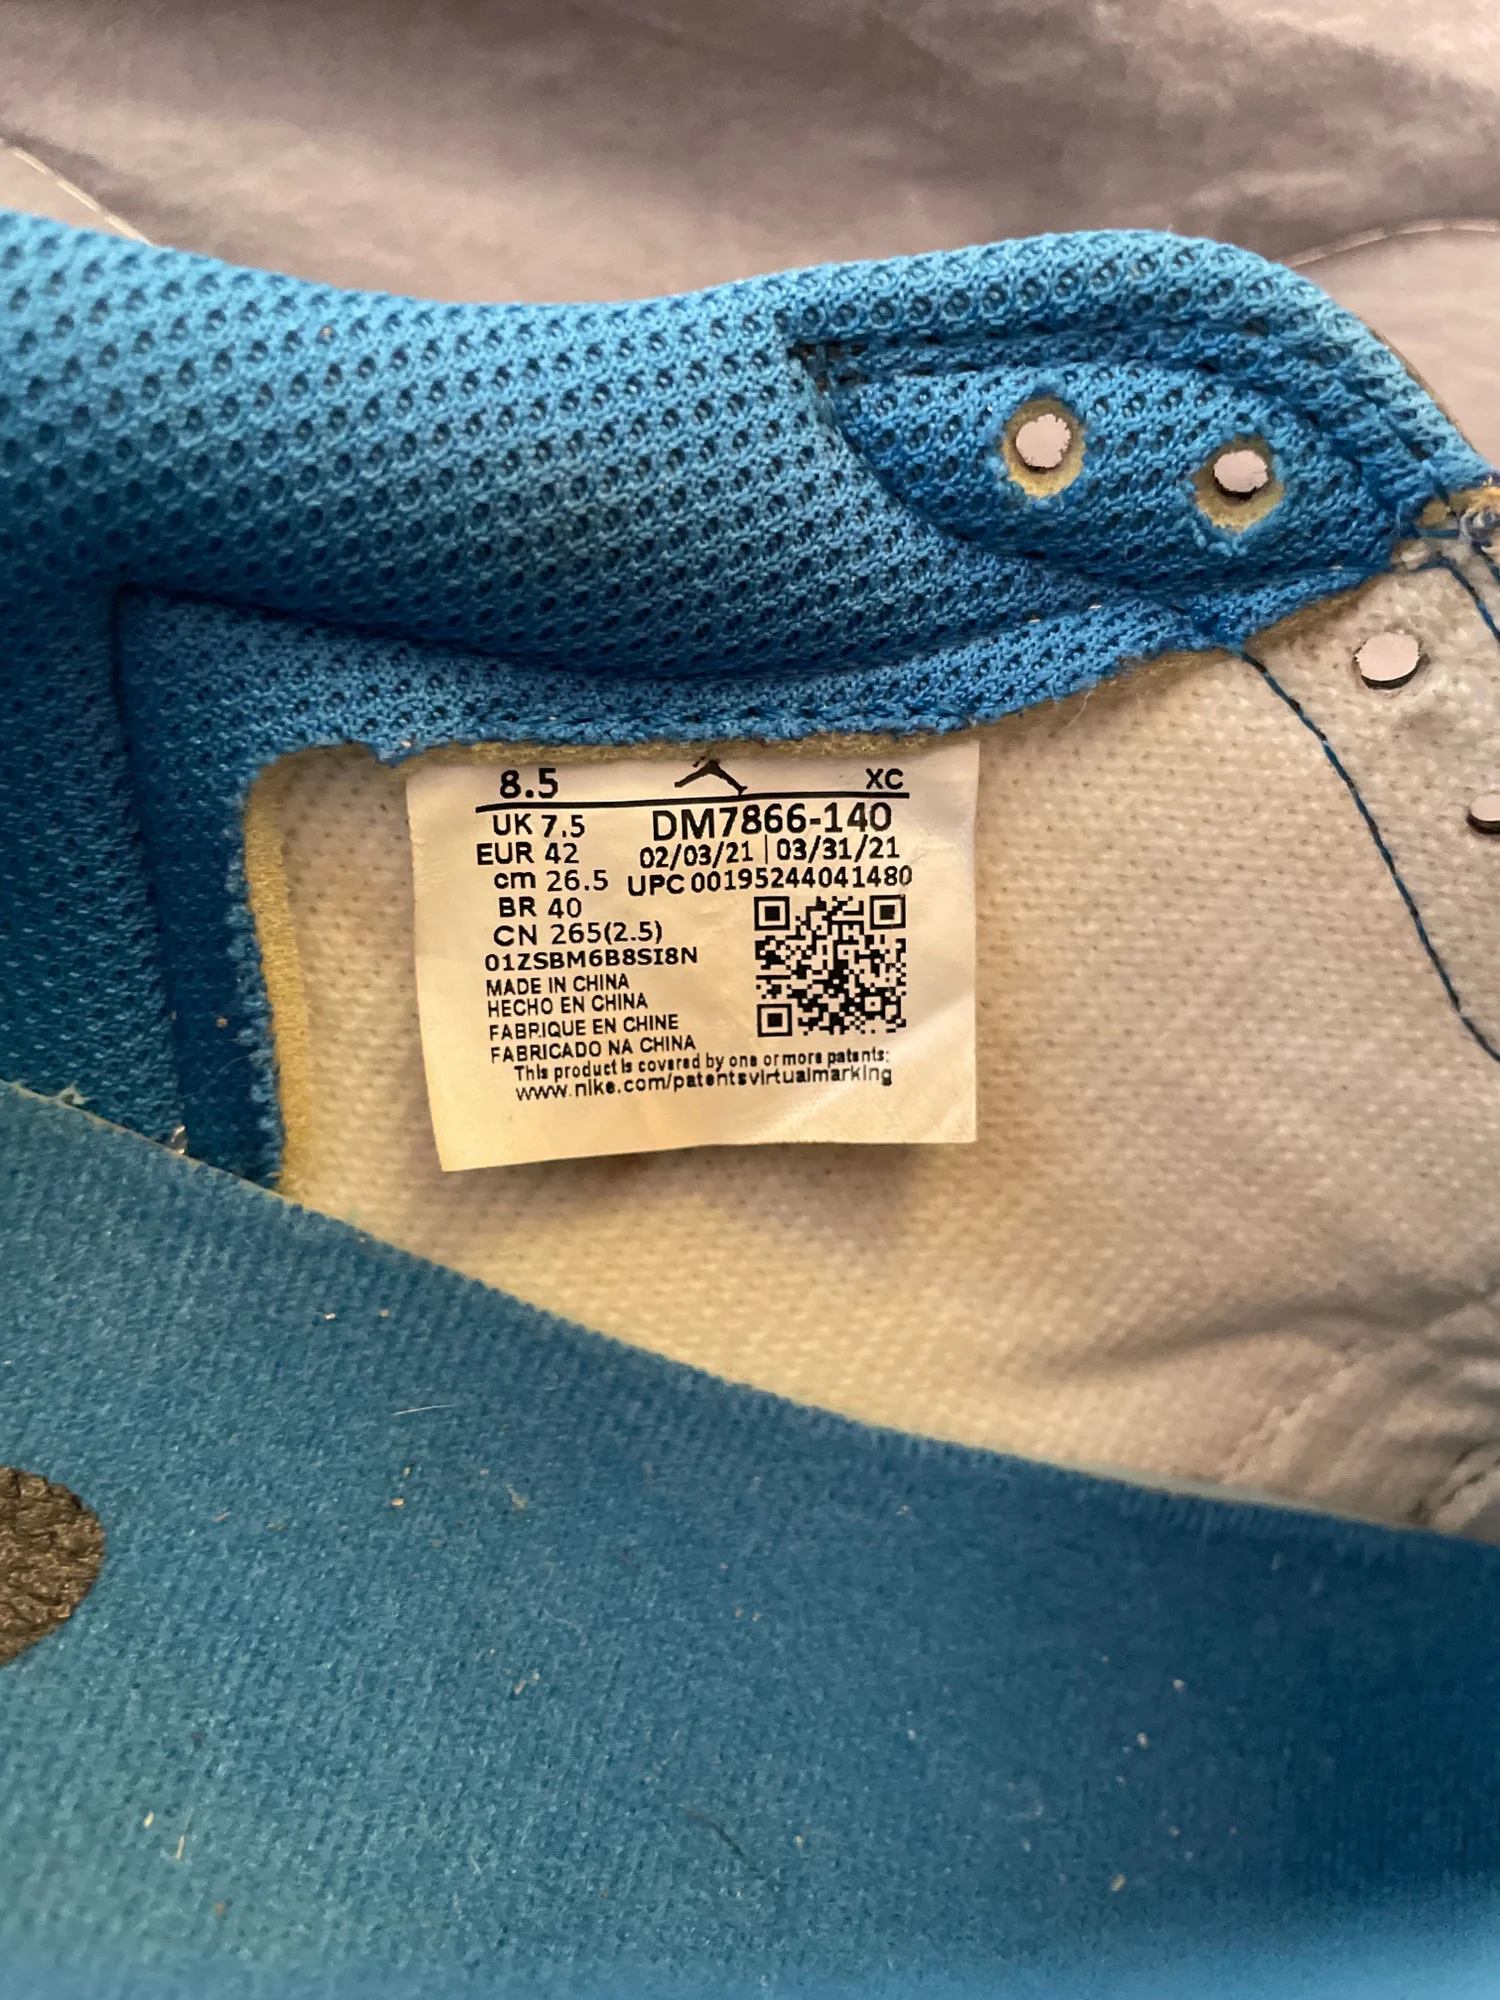 8.5 XC
UK 7.5 DM7866-140
EUR 42 02/03/21 | 03/31/21
cm 26.5 UPC 00195244041480
BR 40
CN 265(2.5)
01ZSBM6B8SI8N
MADE IN CHINA
HECHO EN CHINA
FABRIQUE EN CHINE
FABRICADO NA CHINA
This product is covered by one or more patents:
www.nike.com/patentsvirtualmarking